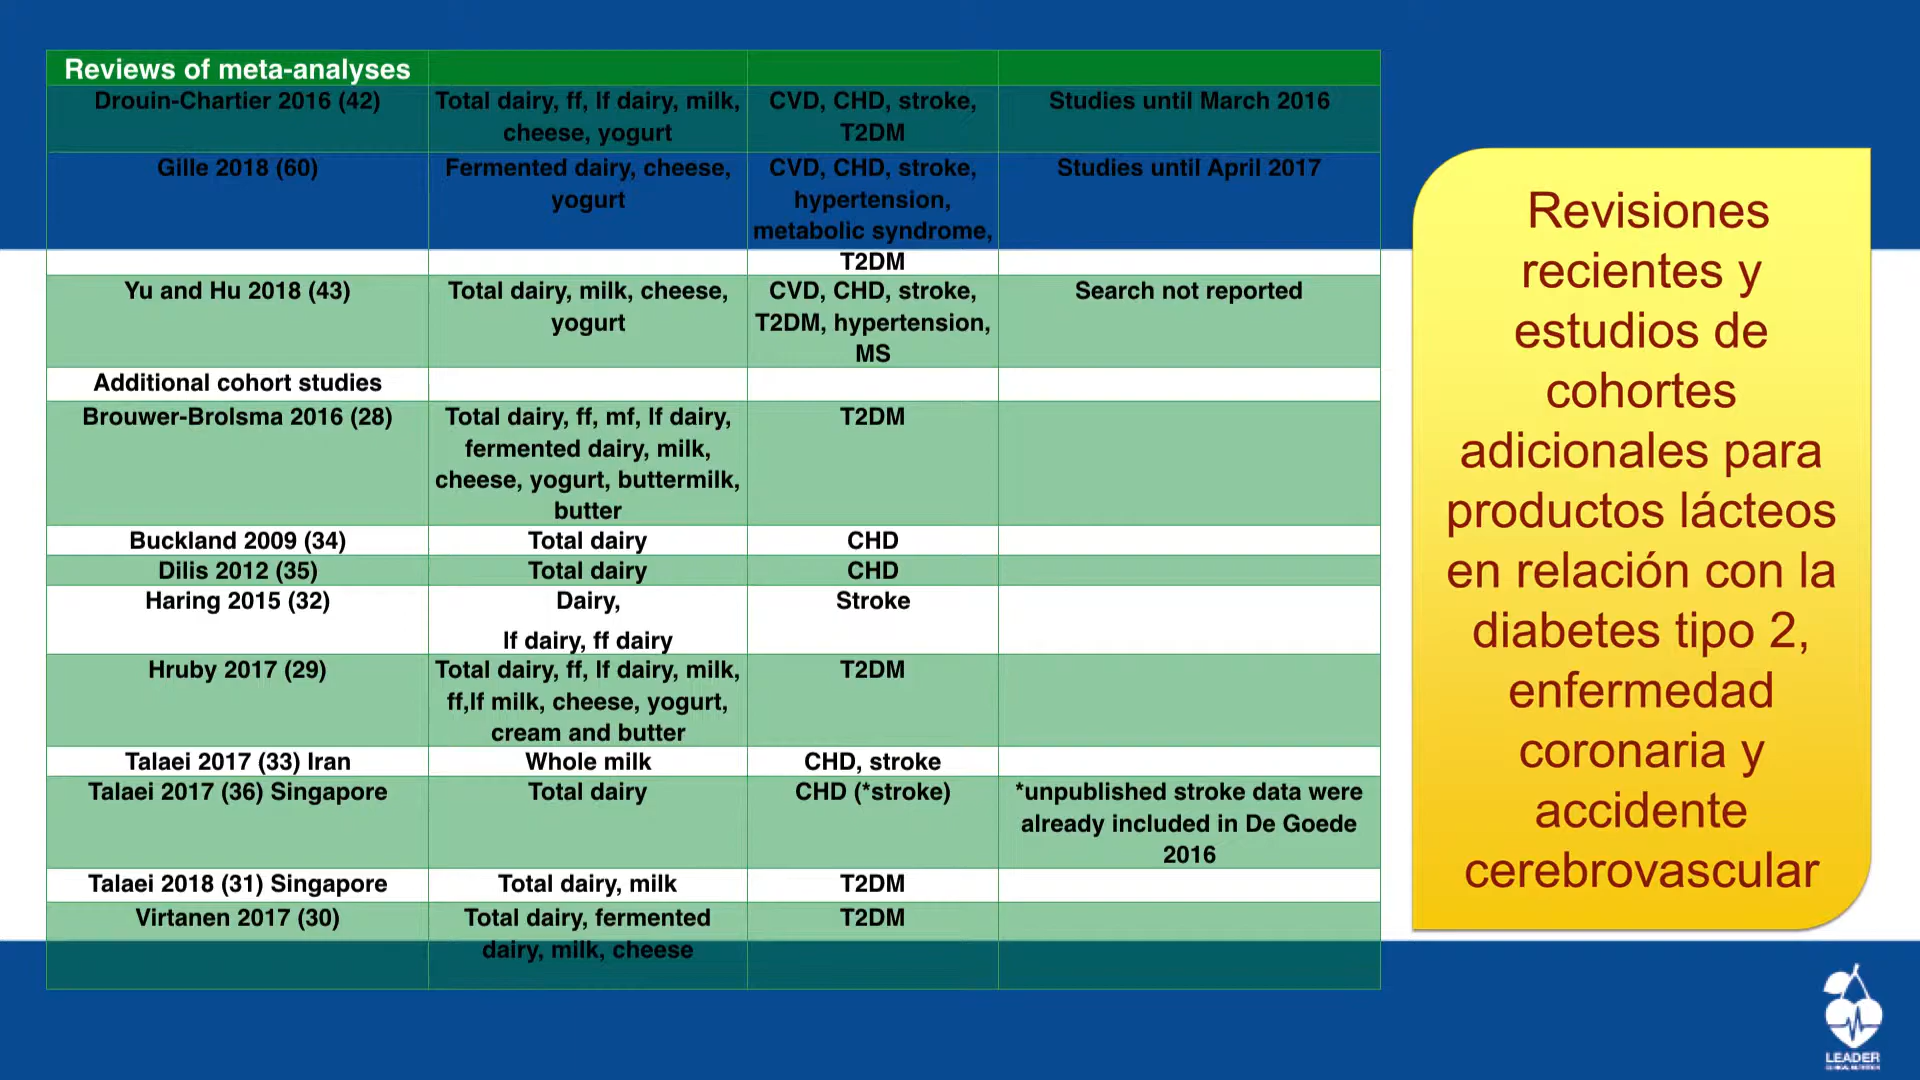 Reviews of meta-analyses
Drouin-Chartier 2016 (42)
Total dairy, ff, lf dairy, milk,
cheese, yogurt
CVD, CHD, stroke,
T2DM
Studies until March 2016
Gille 2018 (60)
Fermented dairy, cheese,
yogurt
CVD, CHD, stroke,
hypertension,
metabolic syndrome,
T2DM
Studies until April 2017
Yu and Hu 2018 (43)
Total dairy, milk, cheese,
yogurt
CVD, CHD, stroke,
T2DM, hypertension,
MS
Search not reported
Additional cohort studies
Brouwer-Brolsma 2016 (28)
Total dairy, ff, mf, lf dairy,
fermented dairy, milk,
cheese, yogurt, buttermilk,
butter
T2DM
Buckland 2009 (34)
Total dairy
CHD
Dilis 2012 (35)
Total dairy
CHD
Haring 2015 (32)
Dairy,
lf dairy, ff dairy
Stroke
Hruby 2017 (29)
Total dairy, ff, lf dairy, milk,
ff,lf milk, cheese, yogurt,
cream and butter
T2DM
Talaei 2017 (33) Iran
Whole milk
CHD, stroke
Talaei 2017 (36) Singapore
Total dairy
CHD (*stroke)
*unpublished stroke data were
already included in De Goede
2016
Talaei 2018 (31) Singapore
Total dairy, milk
T2DM
Virtanen 2017 (30)
Total dairy, fermented
dairy, milk, cheese
T2DM
Revisiones
recientes y
estudios de
cohortes
adicionales para
productos lácteos
en relación con la
diabetes tipo 2,
enfermedad
coronaria y
accidente
cerebrovascular
LEADER
CLINICAL NUTRITION